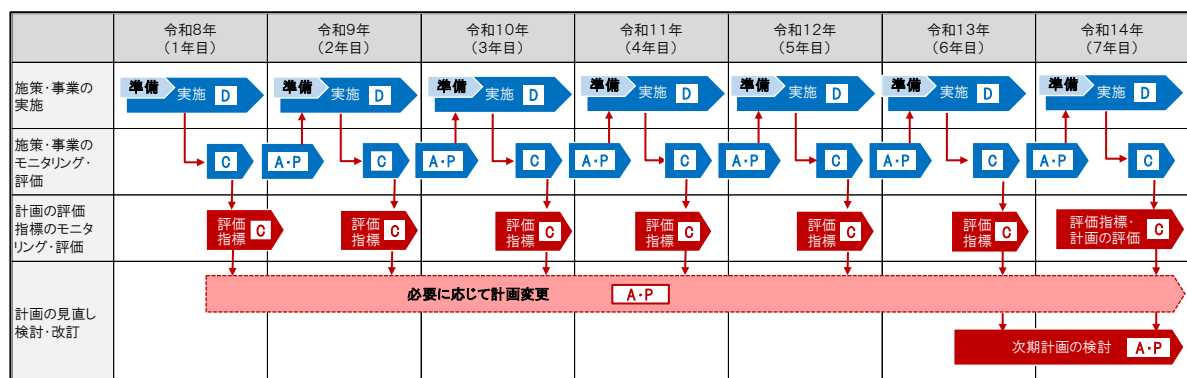 令和8年
(1年目)
令和9年
(2年目)
令和10年
(3年目)
令和11年
(4年目)
令和12年
(5年目)
令和13年
(6年目)
令和14年
(7年目)
施策・事業の
実施
準備 実施 D
準備 実施 D
準備 実施 D
準備 実施 D
準備 実施 D
準備 実施 D
準備 実施 D
施策・事業の
モニタリング・
評価
C
A・P
C
A・P
C
A・P
C
A・P
C
A・P
C
A・P
C
計画の評価
指標のモニタ
リング・評価
評価
指標 C
評価
指標 C
評価
指標 C
評価
指標 C
評価
指標 C
評価
指標 C
評価指標・
計画の評価 C
計画の見直し
検討・改訂
必要に応じて計画変更 A・P
次期計画の検討 A・P